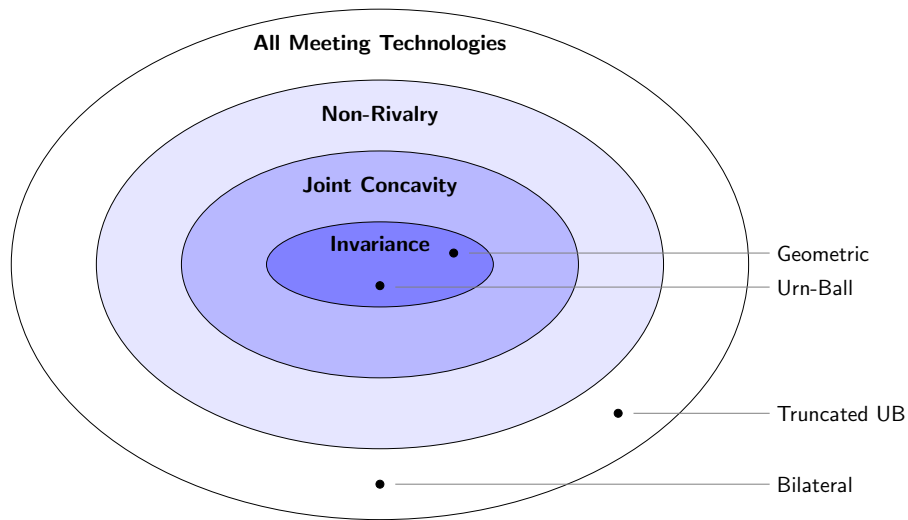 All Meeting Technologies
Non-Rivalry
Joint Concavity
Invariance
Geometric
Urn-Ball
Truncated UB
Bilateral